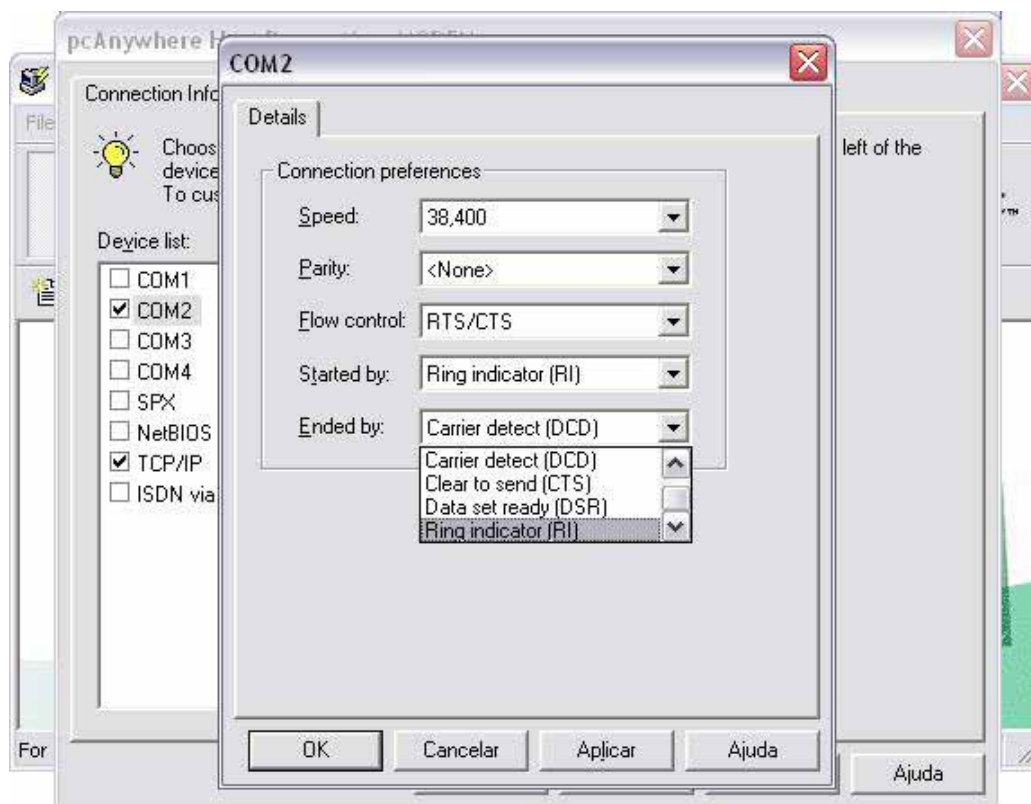 pcAnywhere
COM2
File
Connection
Details
Choos
device
To cus
left of the
Connection preferences
Speed: 38,400
Parity: <None>
Flow control: RTS/CTS
Started by: Ring indicator (RI)
Ended by: Carrier detect (DCD)
Carrier detect (DCD)
Clear to send (CTS)
Data set ready (DSR)
Ring indicator (RI)
Device list:
COM1
COM2
COM3
COM4
SPX
NetBIOS
TCP/IP
ISDN via
OK
Cancelar
Aplicar
Ajuda
For
Ajuda